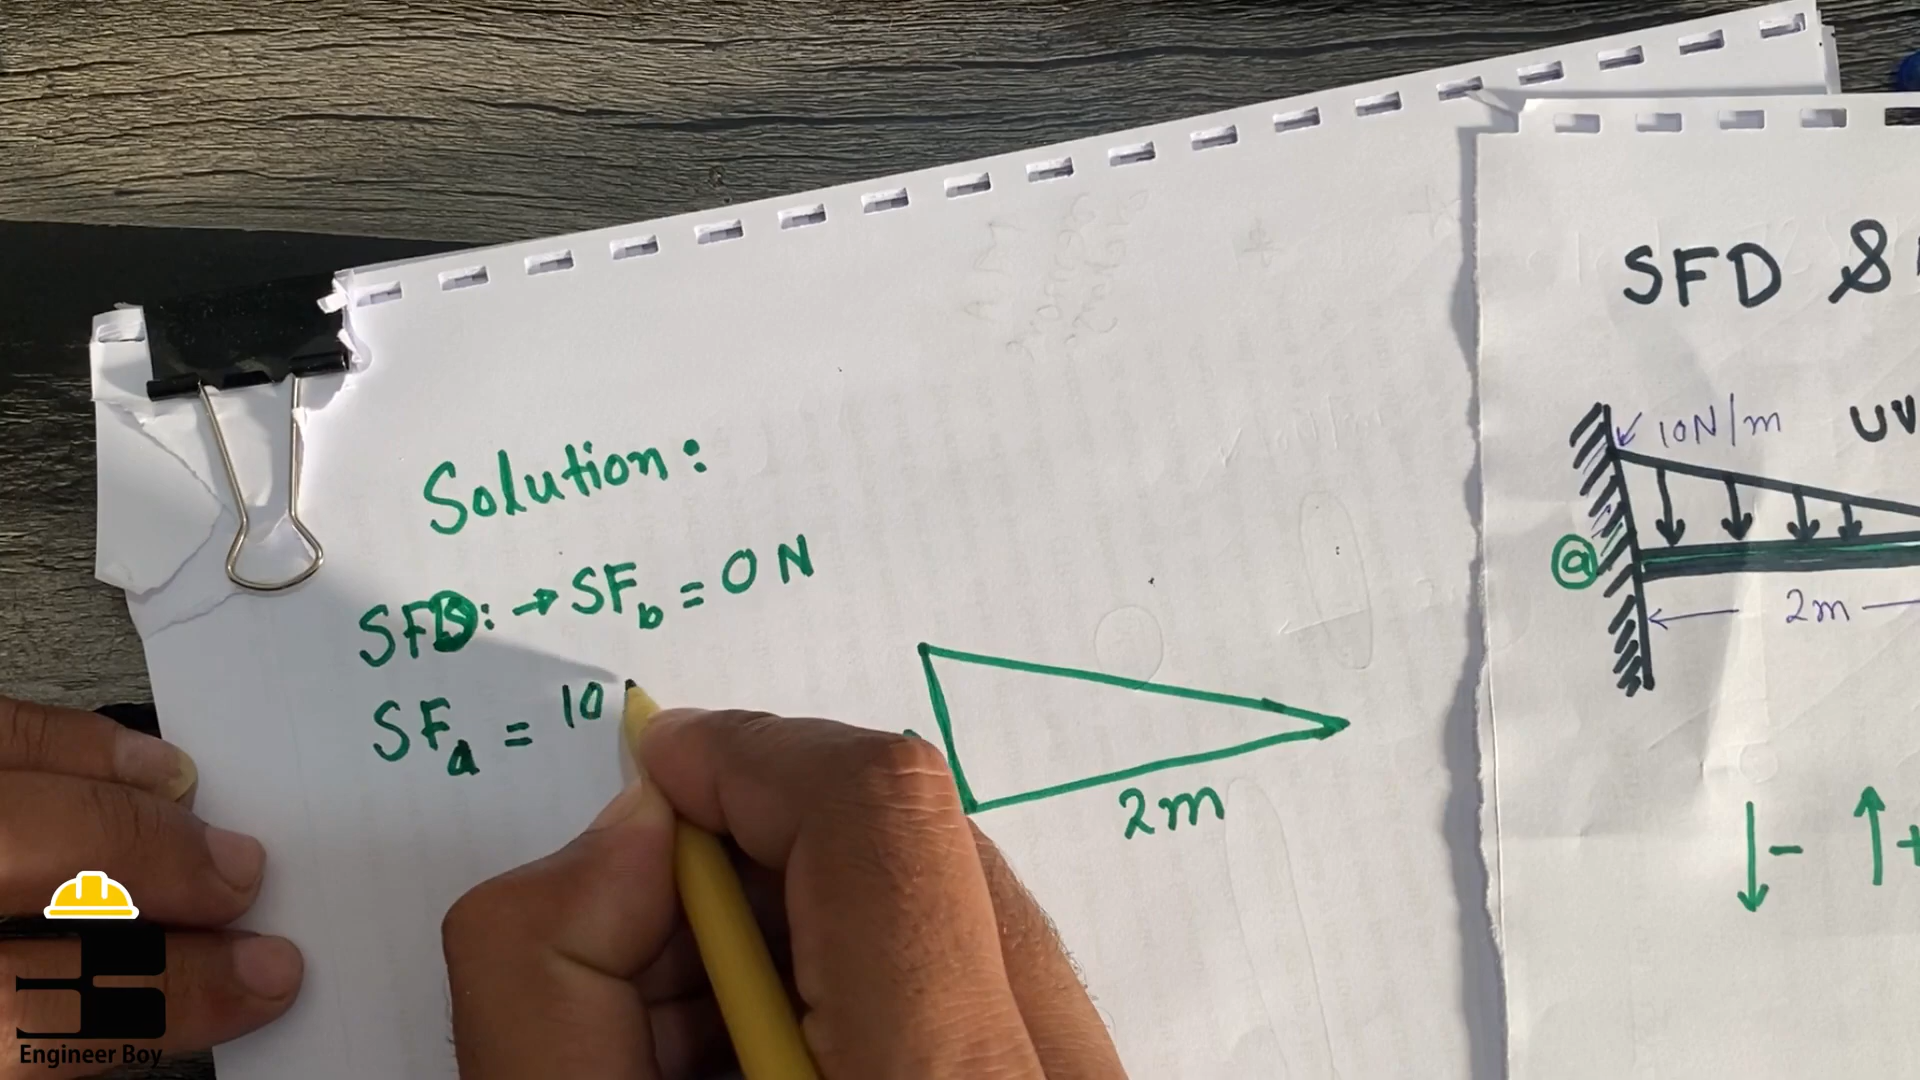 Solution:
SFD: → SFb = 0 N
SFa = 10
2m
SFD &
10N/m
UV
a
2m
-
+
Engineer Boy